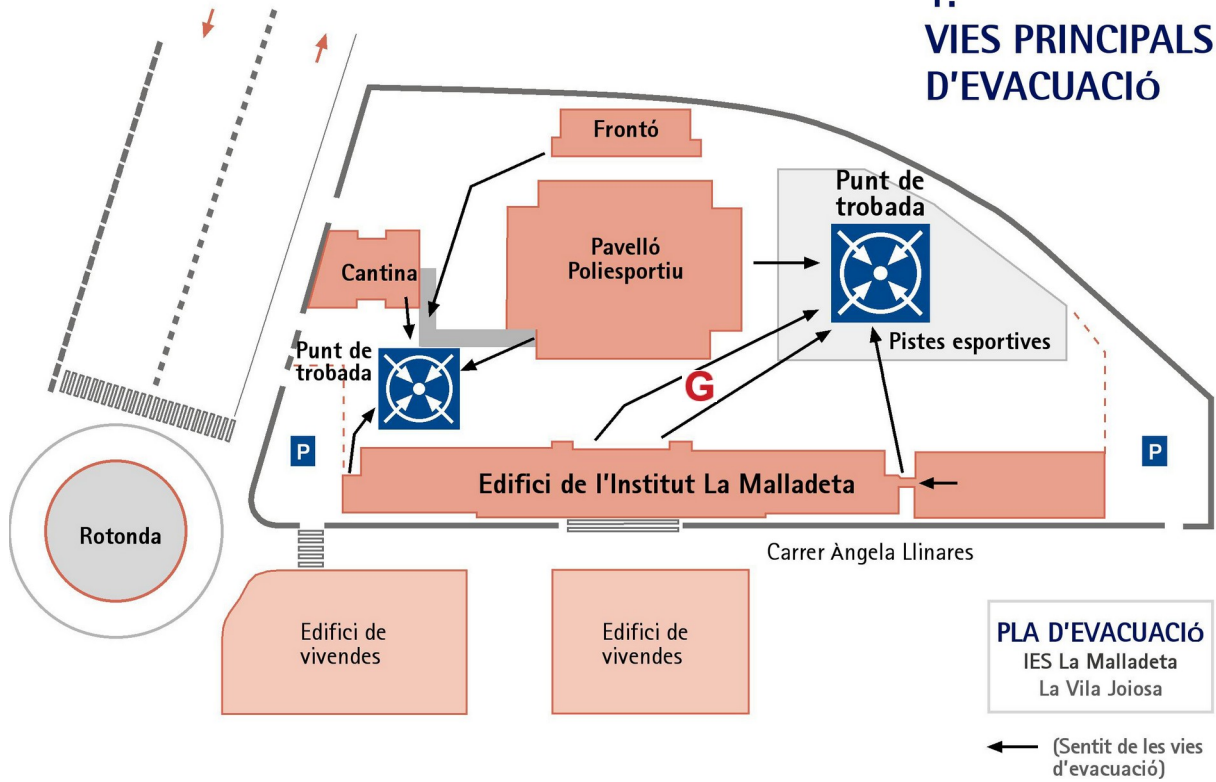 1.
VIES PRINCIPALS
D'EVACUACIÓ
Frontó
Punt de
trobada
Pavelló
Poliesportiu
Cantina
Punt de
trobada
Pistes esportives
G
P
Edifici de l'Institut La Malladeta
P
Rotonda
Carrer Àngela Llinares
Edifici de
vivendes
Edifici de
vivendes
PLA D'EVACUACIÓ
IES La Malladeta
La Vila Joiosa
(Sentit de les vies
d'evacuació)